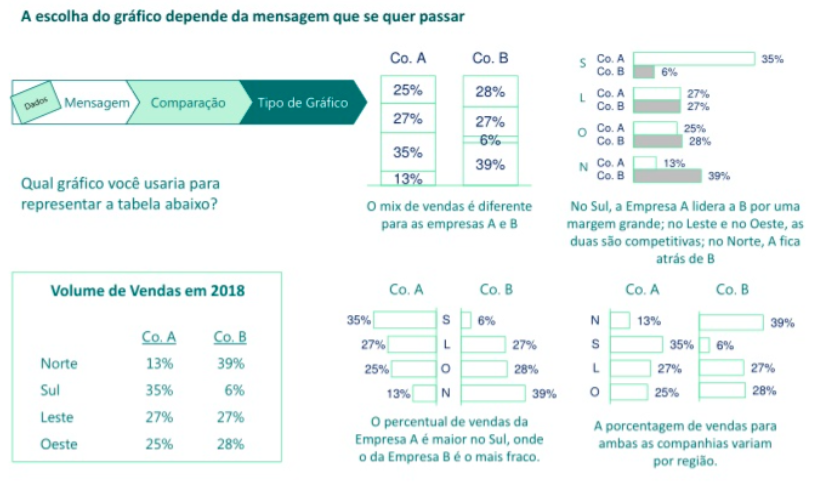 A escolha do gráfico depende da mensagem que se quer passar
Dados Mensagem Comparação Tipo de Gráfico
Qual gráfico você usaria para
representar a tabela abaixo?
Co. A Co. B
25% 28%
27% 27%
6%
35% 39%
13%
O mix de vendas é diferente
para as empresas A e B
S Co. A 35%
Co. B 6%
L Co. A 27%
Co. B 27%
O Co. A 25%
Co. B 28%
N Co. A 13%
Co. B 39%
No Sul, a Empresa A lidera a B por uma
margem grande; no Leste e no Oeste, as
duas são competitivas; no Norte, A fica
atrás de B
Volume de Vendas em 2018
Co. A Co. B
Norte 13% 39%
Sul 35% 6%
Leste 27% 27%
Oeste 25% 28%
Co. A Co. B
35% S 6%
27% L 27%
25% O 28%
13% N 39%
O percentual de vendas da
Empresa A é maior no Sul, onde
o da Empresa B é o mais fraco.
Co. A Co. B
N 13% 39%
S 35% 6%
L 27% 27%
O 25% 28%
A porcentagem de vendas para
ambas as companhias variam
por região.